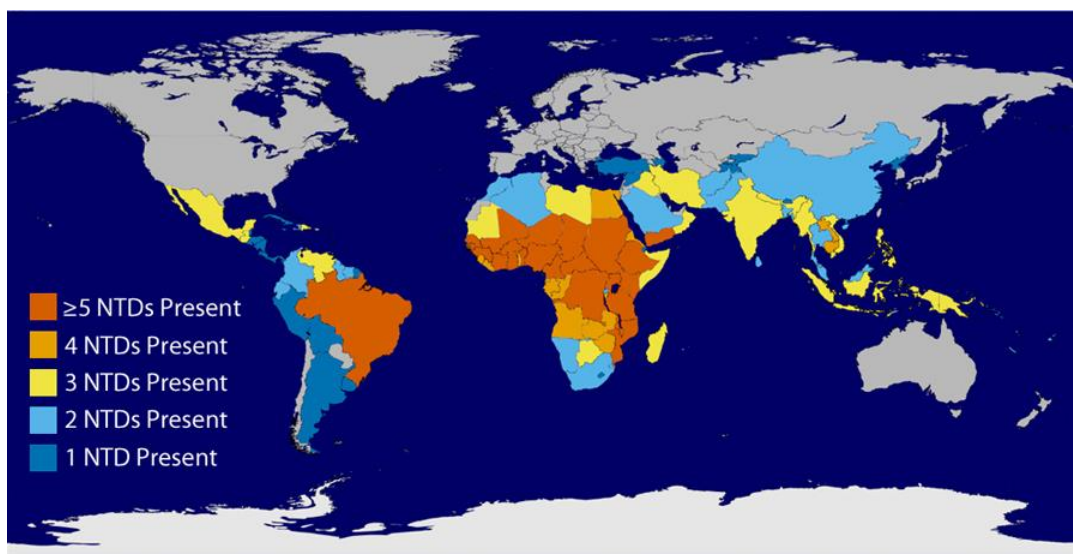 ≥5 NTDs Present
4 NTDs Present
3 NTDs Present
2 NTDs Present
1 NTD Present